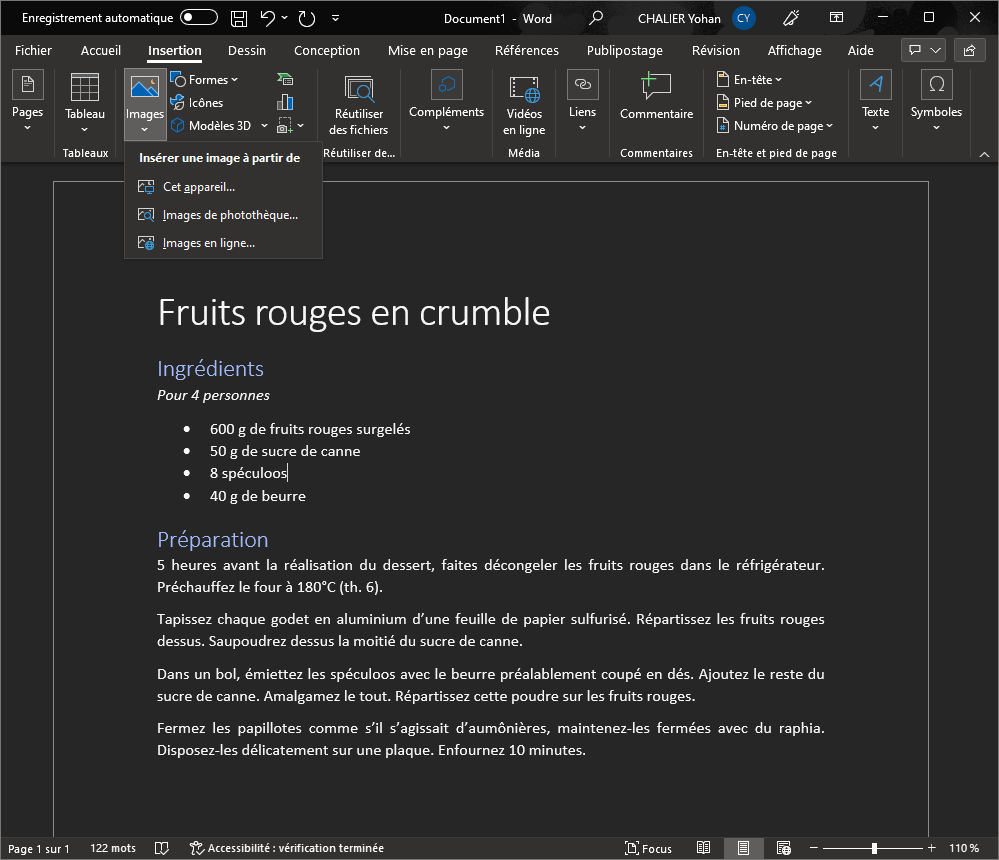 Enregistrement automatique
Document1 - Word
CHALIER Yohan
CY
Fichier Accueil Insertion Dessin Conception Mise en page Références Publipostage Révision Affichage Aide
Pages
Tableau
Tableaux
Images
Formes
Icônes
Modèles 3D
Réutiliser
des fichiers
Réutiliser de...
Compléments
Vidéos
en ligne
Média
Liens
Commentaire
Commentaires
En-tête
Pied de page
Numéro de page
En-tête et pied de page
Texte
Symboles
Insérer une image à partir de
Cet appareil...
Images de photothèque...
Images en ligne...
Fruits rouges en crumble
Ingrédients
Pour 4 personnes
• 600 g de fruits rouges surgelés
• 50 g de sucre de canne
• 8 spéculoos
• 40 g de beurre
Préparation
5 heures avant la réalisation du dessert, faites décongeler les fruits rouges dans le réfrigérateur.
Préchauffez le four à 180°C (th. 6).
Tapissez chaque godet en aluminium d’une feuille de papier sulfurisé. Répartissez les fruits rouges
dessus. Saupoudrez dessus la moitié du sucre de canne.
Dans un bol, émiettez les spéculoos avec le beurre préalablement coupé en dés. Ajoutez le reste du
sucre de canne. Amalgamez le tout. Répartissez cette poudre sur les fruits rouges.
Fermez les papillotes comme s’il s’agissait d’aumônières, maintenez-les fermées avec du raphia.
Disposez-les délicatement sur une plaque. Enfournez 10 minutes.
Page 1 sur 1 122 mots Accessibilité : vérification terminée Focus 110 %